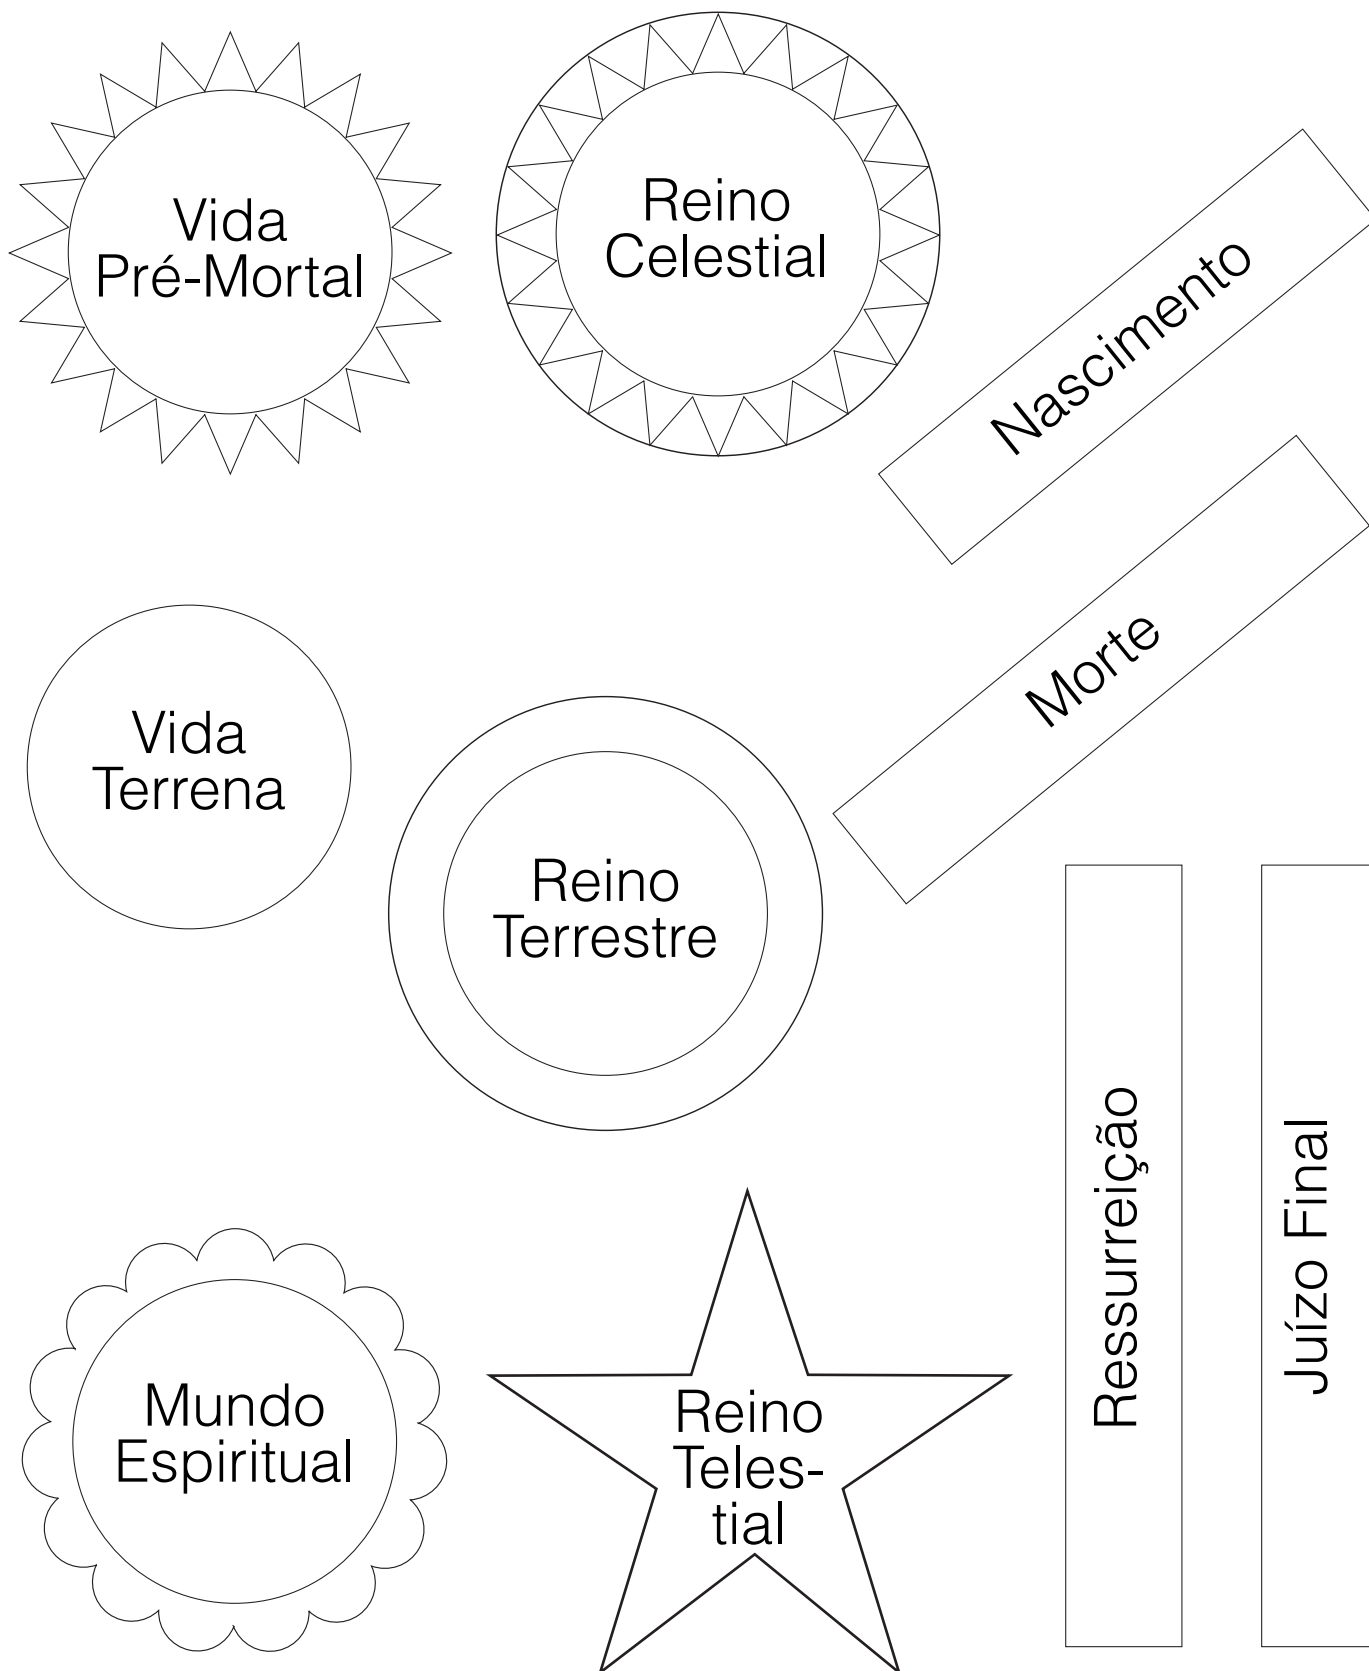 Vida
Pré-Mortal
Reino
Celestial
Nascimento
Morte
Vida
Terrena
Reino
Terrestre
Ressurreição
Juízo Final
Mundo
Espiritual
Reino
Teles-
tial